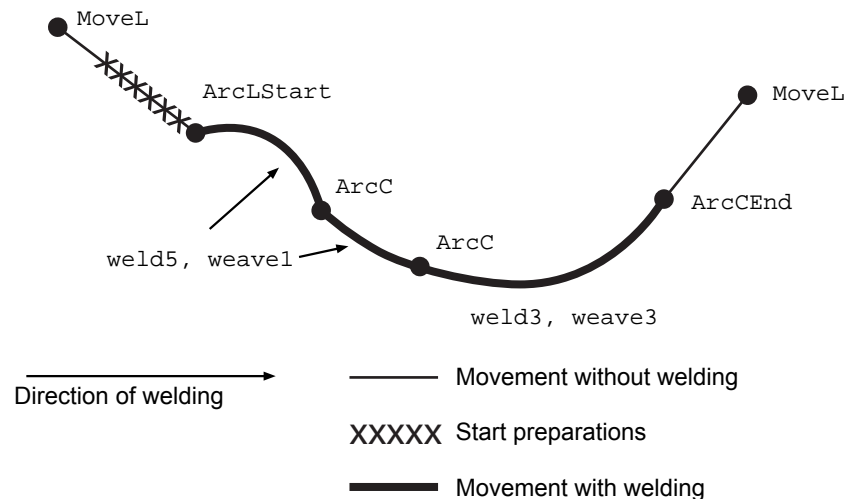 MoveL
ArcLStart
MoveL
ArcC
ArcCEnd
ArcC
weld5, weave1
weld3, weave3
Direction of welding
Movement without welding
XXXXX Start preparations
Movement with welding